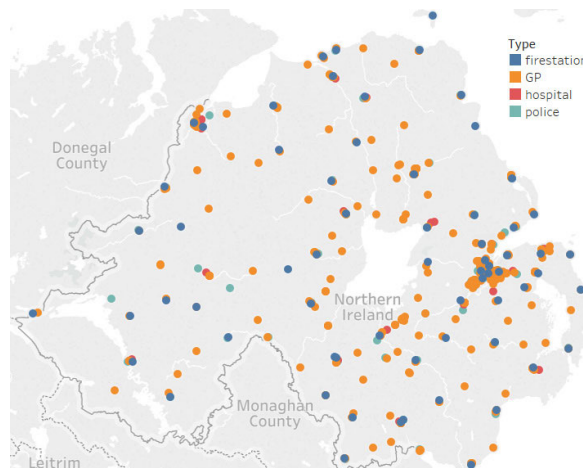 Type
firestation
GP
hospital
police
Donegal
County
Northern
Ireland
Monaghan
County
Leitrim